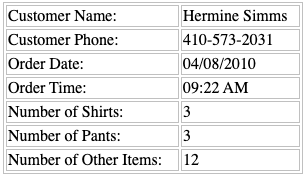 Customer Name: Hermine Simms
Customer Phone: 410-573-2031
Order Date: 04/08/2010
Order Time: 09:22 AM
Number of Shirts: 3
Number of Pants: 3
Number of Other Items: 12